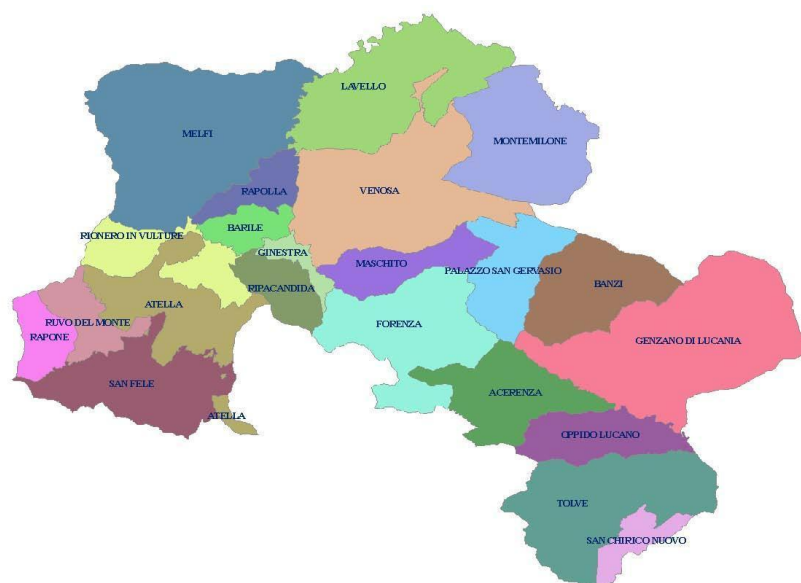 LAVELLO
MELFI
MONTEMILONE
RAPOLLA
VENOSA
BARILE
RIONERO IN VULTURE
GINESTRA
MASCHITO
PALAZZO SAN GERVASIO
RIPACANDIDA
BANZI
ATELLA
RUVO DEL MONTE
FORENZA
RAPONE
GENZANO DI LUCANIA
SAN FELE
ACERENZA
ATELLA
OPPIDO LUCANO
TOLVE
SAN CHIRICO NUOVO